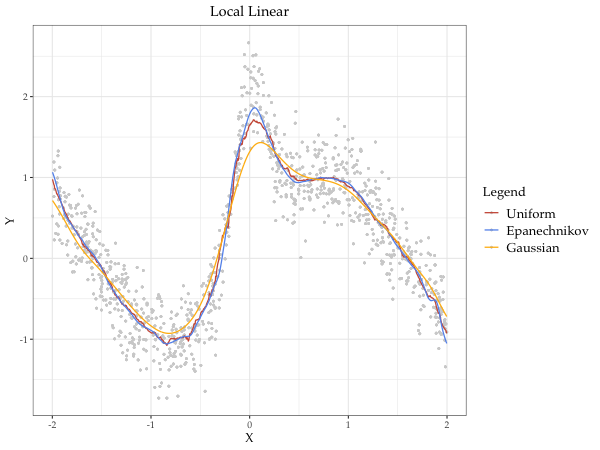 Local Linear
Y
2
1
0
-1
-2
-1
0
1
2
X
Legend
Uniform
Epanechnikov
Gaussian